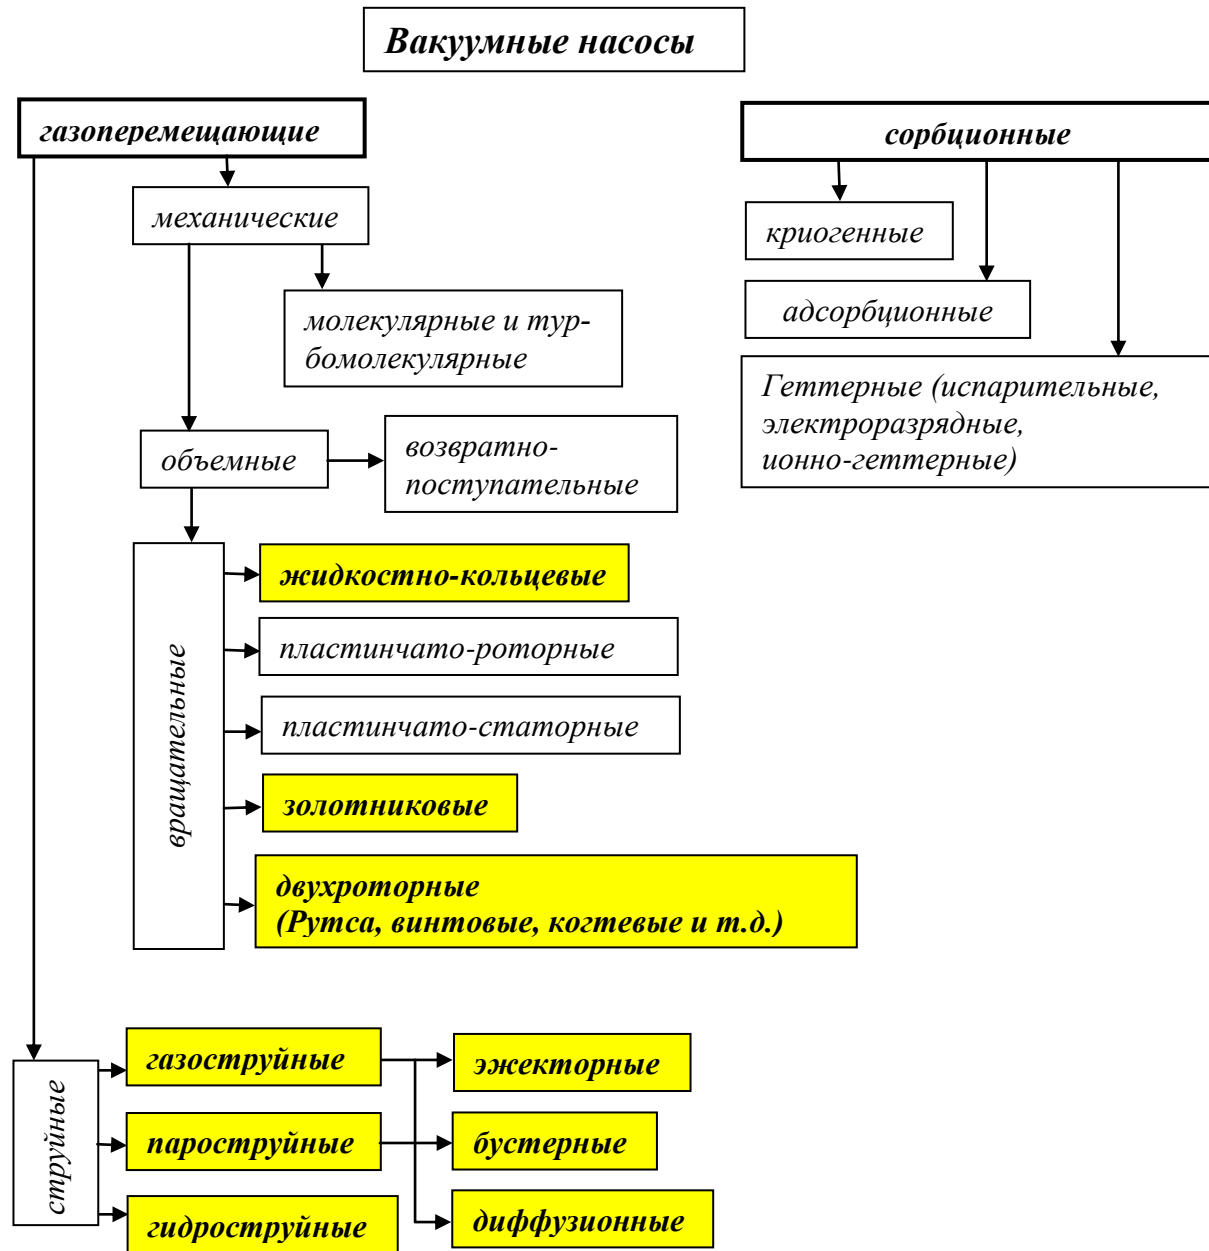 Вакуумные насосы
газоперемещающие
сорбционные
механические
криогенные
молекулярные и тур-
бомолекулярные
адсорбционные
Геттерные (испарительные,
электроразрядные,
ионно-геттерные)
объемные
возвратно-
поступательные
вращательные
жидкостно-кольцевые
пластинчато-роторные
пластинчато-статорные
золотниковые
двухроторные
(Рутса, винтовые, когтевые и т.д.)
струйные
газоструйные
эжекторные
пароструйные
бустерные
гидроструйные
диффузионные